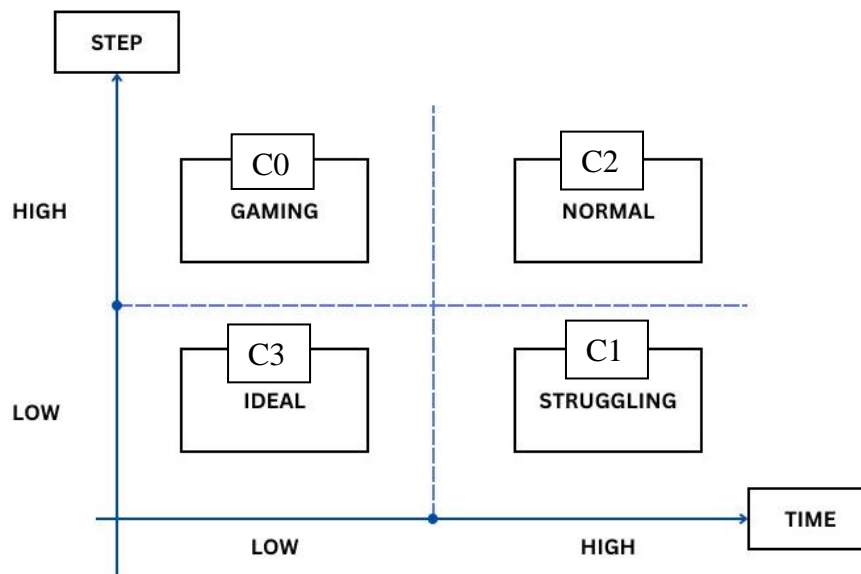 STEP
C0
C2
HIGH
GAMING
NORMAL
C3
C1
LOW
IDEAL
STRUGGLING
TIME
LOW
HIGH